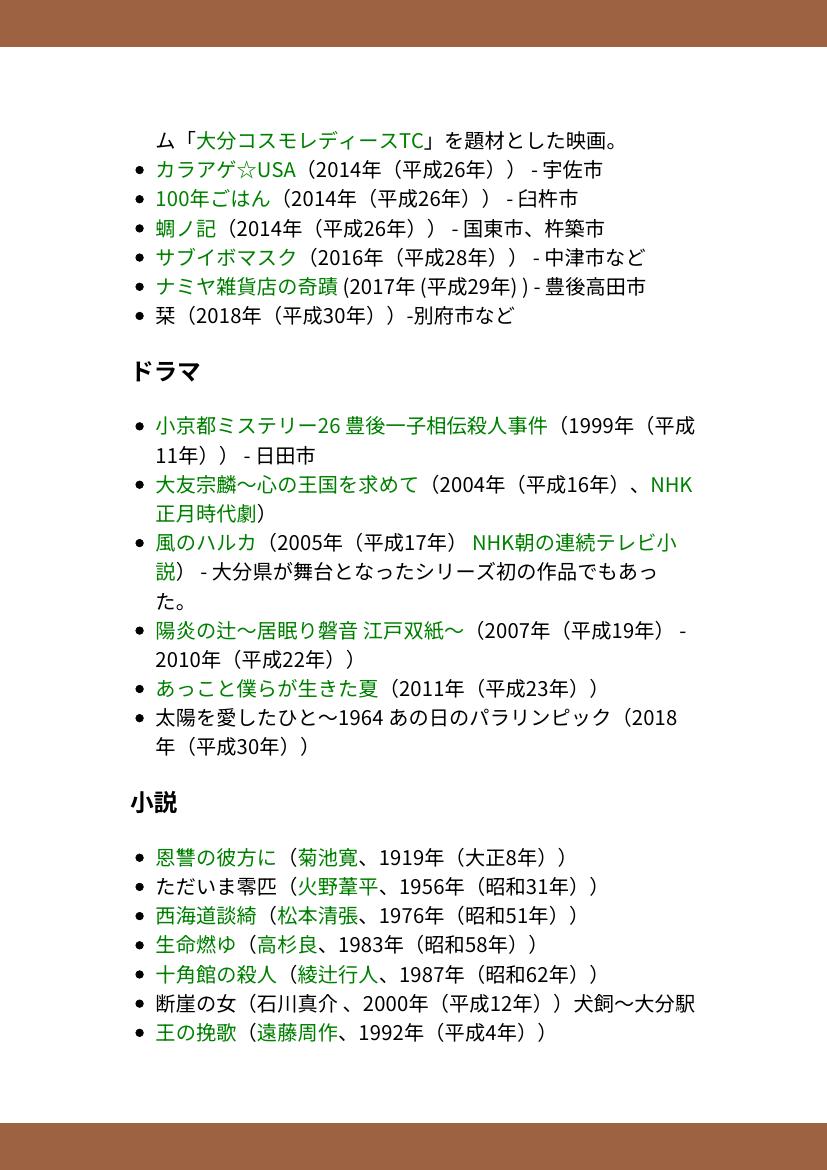 ム「大分コスモレディースTC」を題材とした映画。
カラアゲ☆USA（2014年（平成26年）） - 宇佐市
100年ごはん（2014年（平成26年）） - 臼杵市
蜩ノ記（2014年（平成26年）） - 国東市、杵築市
サブイボマスク（2016年（平成28年）） - 中津市など
ナミヤ雑貨店の奇蹟 (2017年 (平成29年) ) - 豊後高田市
栞（2018年（平成30年））-別府市など
ドラマ
小京都ミステリー26 豊後一子相伝殺人事件（1999年（平成
11年）） - 日田市
大友宗麟〜心の王国を求めて（2004年（平成16年）、NHK
正月時代劇）
風のハルカ（2005年（平成17年） NHK朝の連続テレビ小
説） - 大分県が舞台となったシリーズ初の作品でもあっ
た。
陽炎の辻〜居眠り磐音 江戸双紙〜（2007年（平成19年） -
2010年（平成22年））
あっこと僕らが生きた夏（2011年（平成23年））
太陽を愛したひと〜1964 あの日のパラリンピック（2018
年（平成30年））
小説
恩讐の彼方に（菊池寛、1919年（大正8年））
ただいま零匹（火野葦平、1956年（昭和31年））
西海道談綺（松本清張、1976年（昭和51年））
生命燃ゆ（高杉良、1983年（昭和58年））
十角館の殺人（綾辻行人、1987年（昭和62年））
断崖の女（石川真介 、2000年（平成12年））犬飼〜大分駅
王の挽歌（遠藤周作、1992年（平成4年））